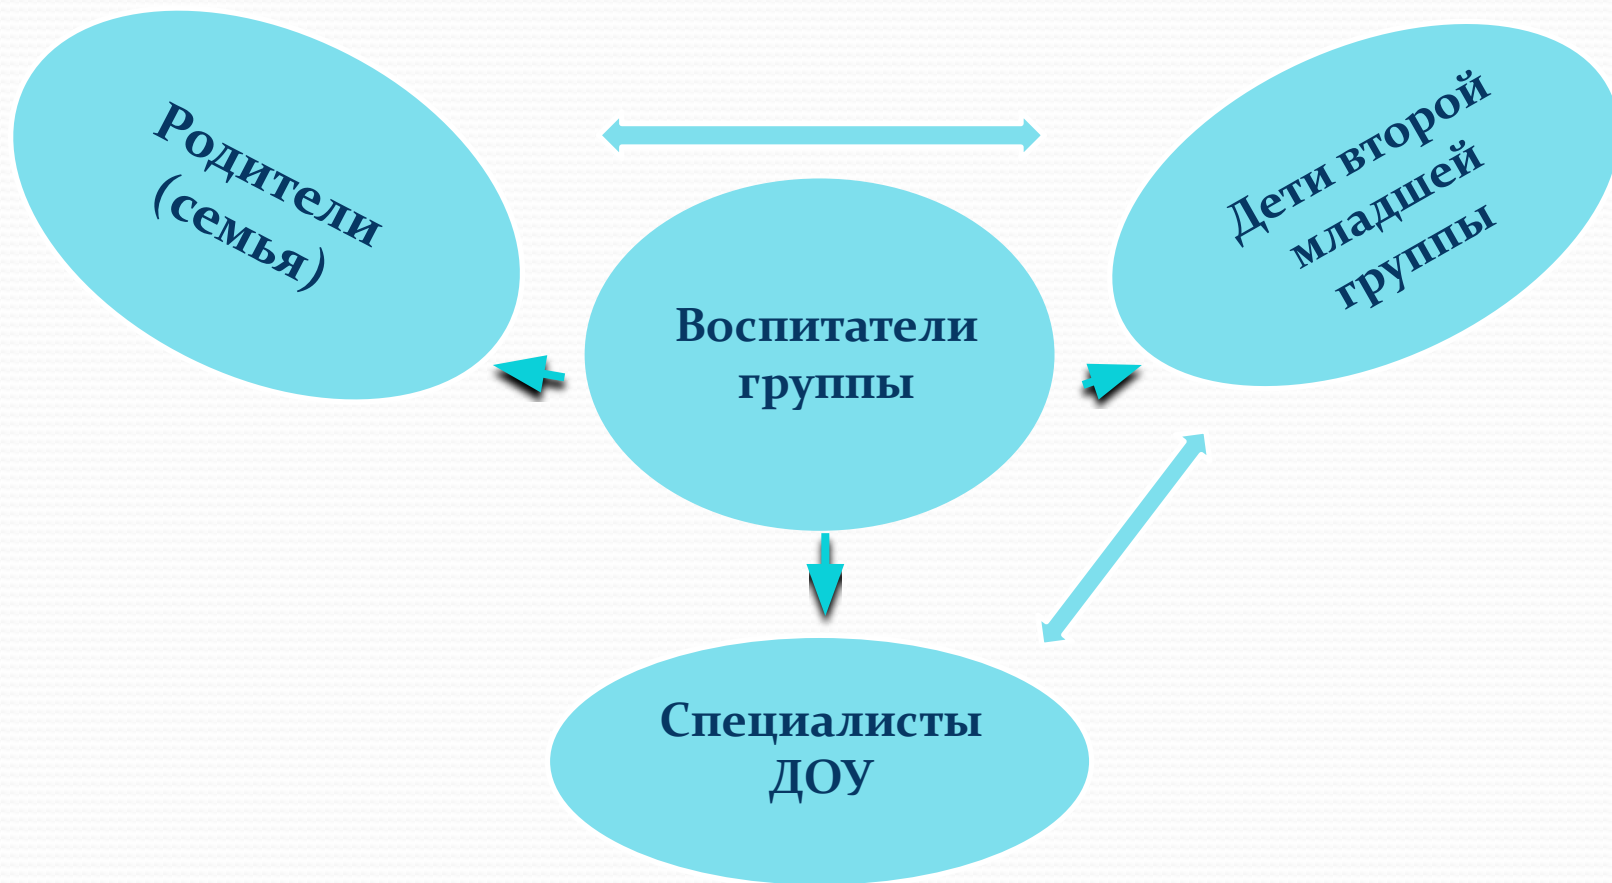 Родители
(семья)
Дети второй
младшей
группы
Воспитатели
группы
Специалисты
ДОУ